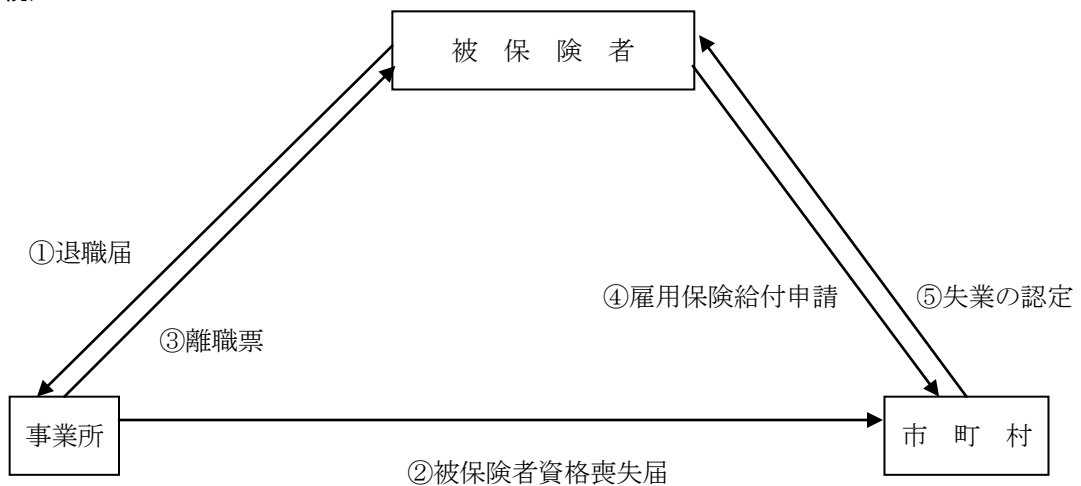 被　保　険　者
①退職届
④雇用保険給付申請
⑤失業の認定
③離職票
事業所
市　町　村
②被保険者資格喪失届